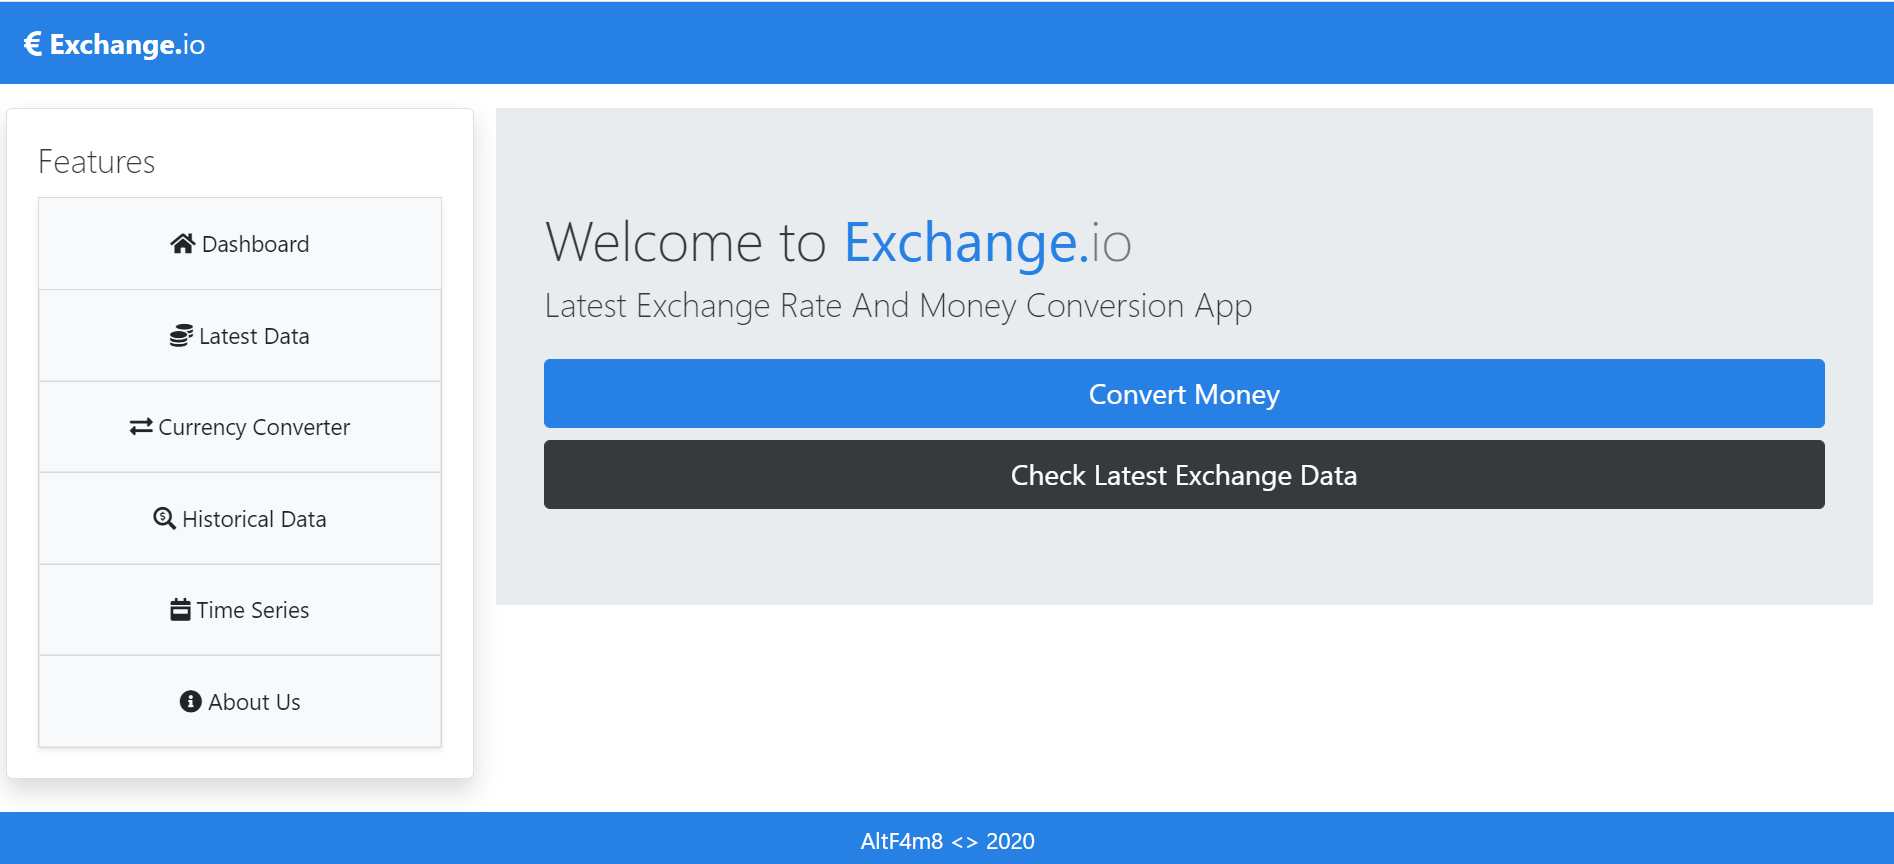 € Exchange.io
Features
Dashboard
Latest Data
Currency Converter
Historical Data
Time Series
About Us
Welcome to Exchange.io
Latest Exchange Rate And Money Conversion App
Convert Money
Check Latest Exchange Data
AltF4m8 <> 2020